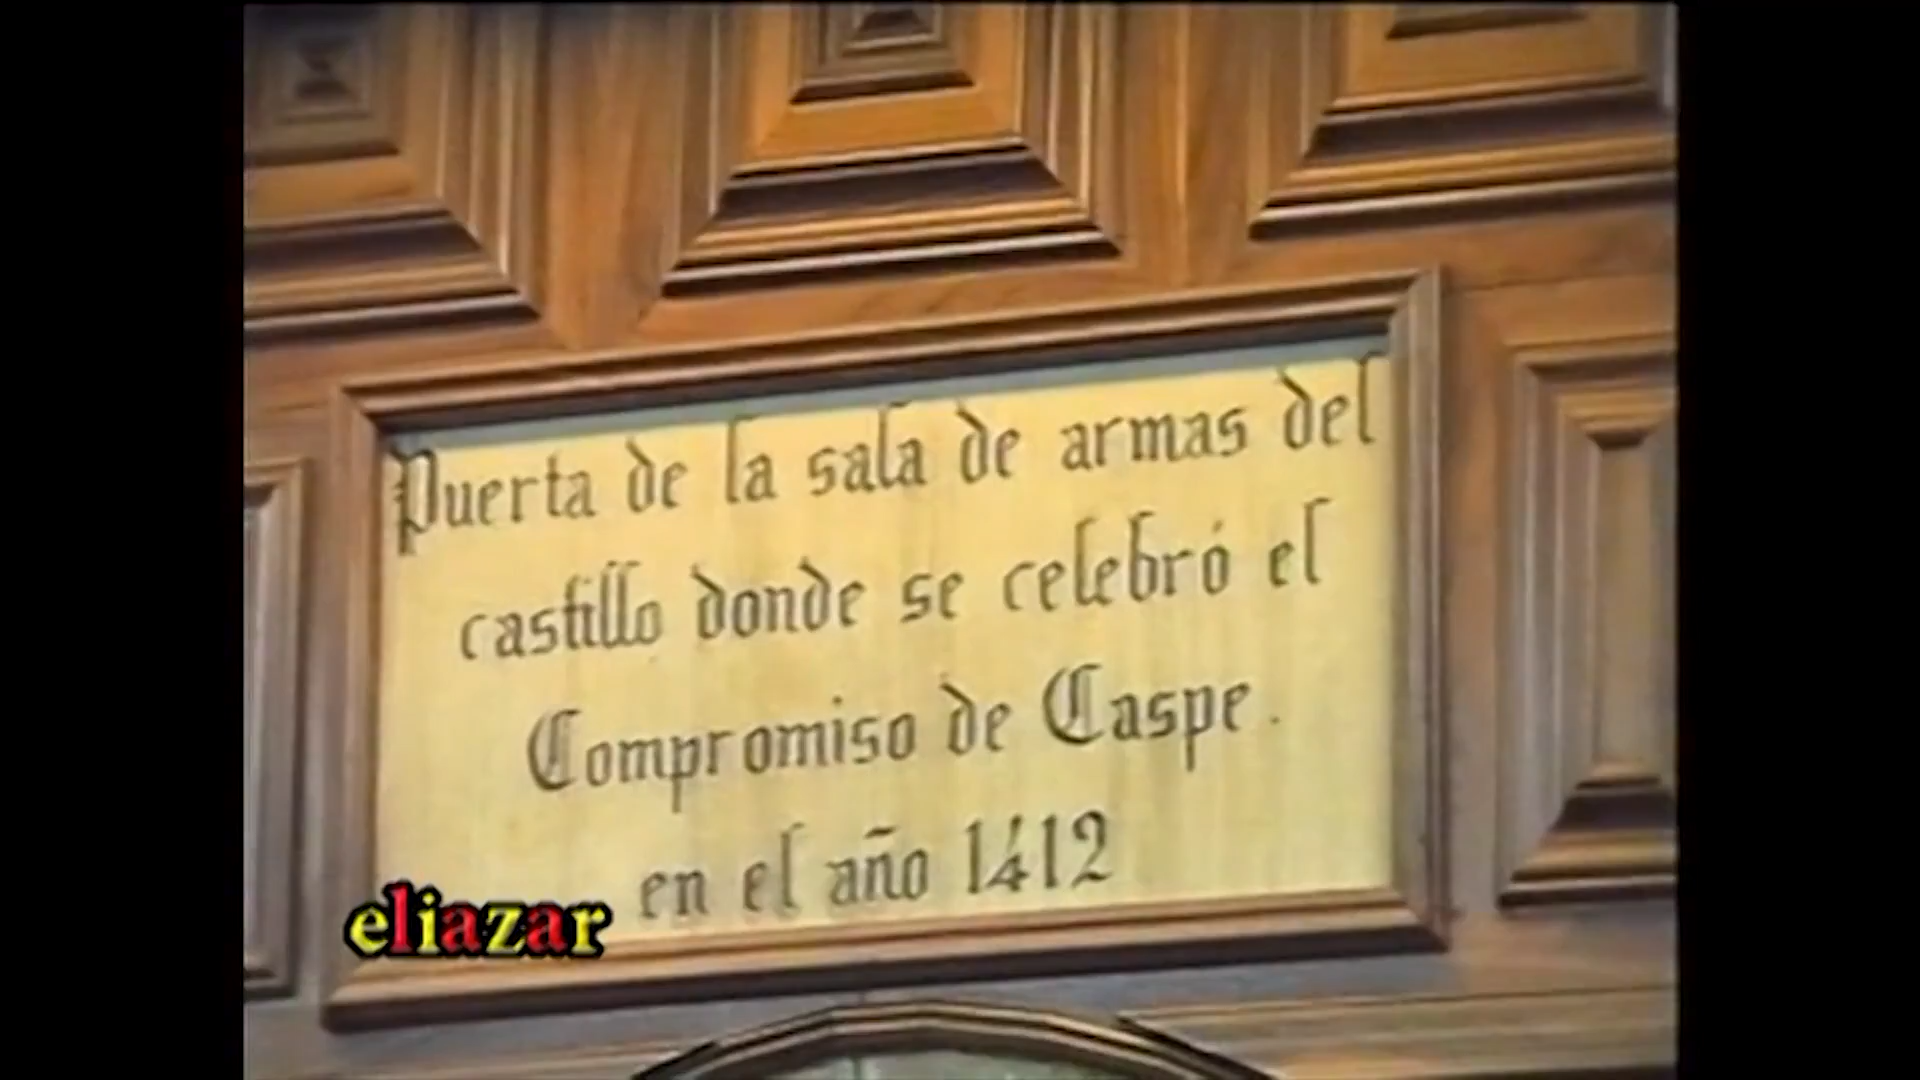 Puerta de la sala de armas del
castillo donde se celebró el
Compromiso de Caspe.
en el año 1412
eliazar